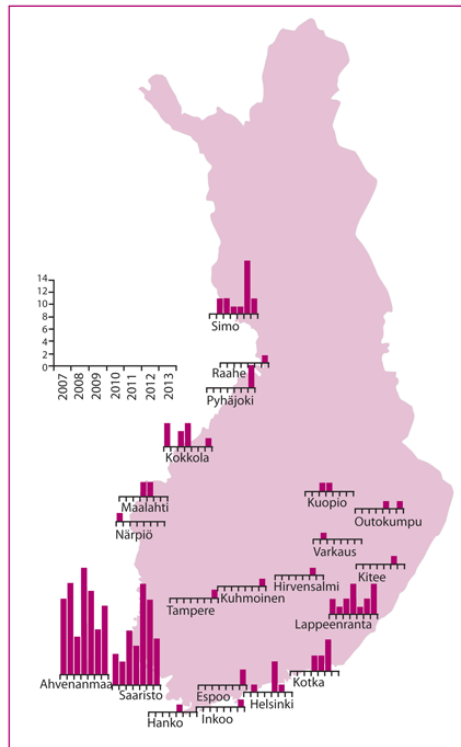 14
12
10
8
6
4
2
0
2007 2008 2009 2010 2011 2012 2013
Simo
Raahe
Pyhäjoki
Kokkola
Maalahti
Närpiö
Kuopio
Outokumpu
Varkaus
Kitee
Hirvensalmi
Kuhmoinen
Tampere
Lappeenranta
Ahvenanmaa
Saaristo
Espoo
Kotka
Helsinki
Inkoo
Hanko